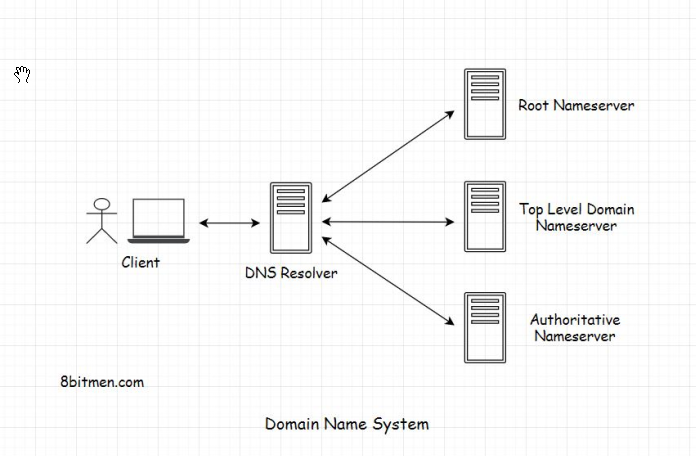 Root Nameserver
Top Level Domain
Nameserver
Client
DNS Resolver
Authoritative
Nameserver
8bitmen.com
Domain Name System